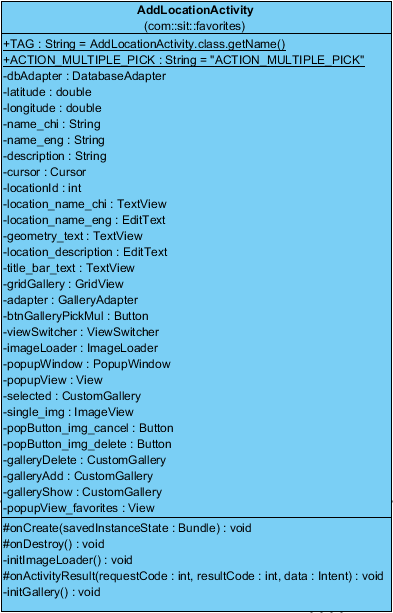 AddLocationActivity
(com::sit::favorites)
+TAG : String = AddLocationActivity.class.getName()
+ACTION_MULTIPLE_PICK : String = "ACTION_MULTIPLE_PICK"
-dbAdapter : DatabaseAdapter
-latitude : double
-longitude : double
-name_chi : String
-name_eng : String
-description : String
-cursor : Cursor
-locationId : int
-location_name_chi : TextView
-location_name_eng : EditText
-geometry_text : TextView
-location_description : EditText
-title_bar_text : TextView
-gridGallery : GridView
-adapter : GalleryAdapter
-btnGalleryPickMul : Button
-viewSwitcher : ViewSwitcher
-imageLoader : ImageLoader
-popupWindow : PopupWindow
-popupView : View
-selected : CustomGallery
-single_img : ImageView
-popButton_img_cancel : Button
-popButton_img_delete : Button
-galleryDelete : CustomGallery
-galleryAdd : CustomGallery
-galleryShow : CustomGallery
-popupView_favorites : View
#onCreate(savedInstanceState : Bundle) : void
#onDestroy() : void
-initImageLoader() : void
#onActivityResult(requestCode : int, resultCode : int, data : Intent) : void
-initGallery() : void